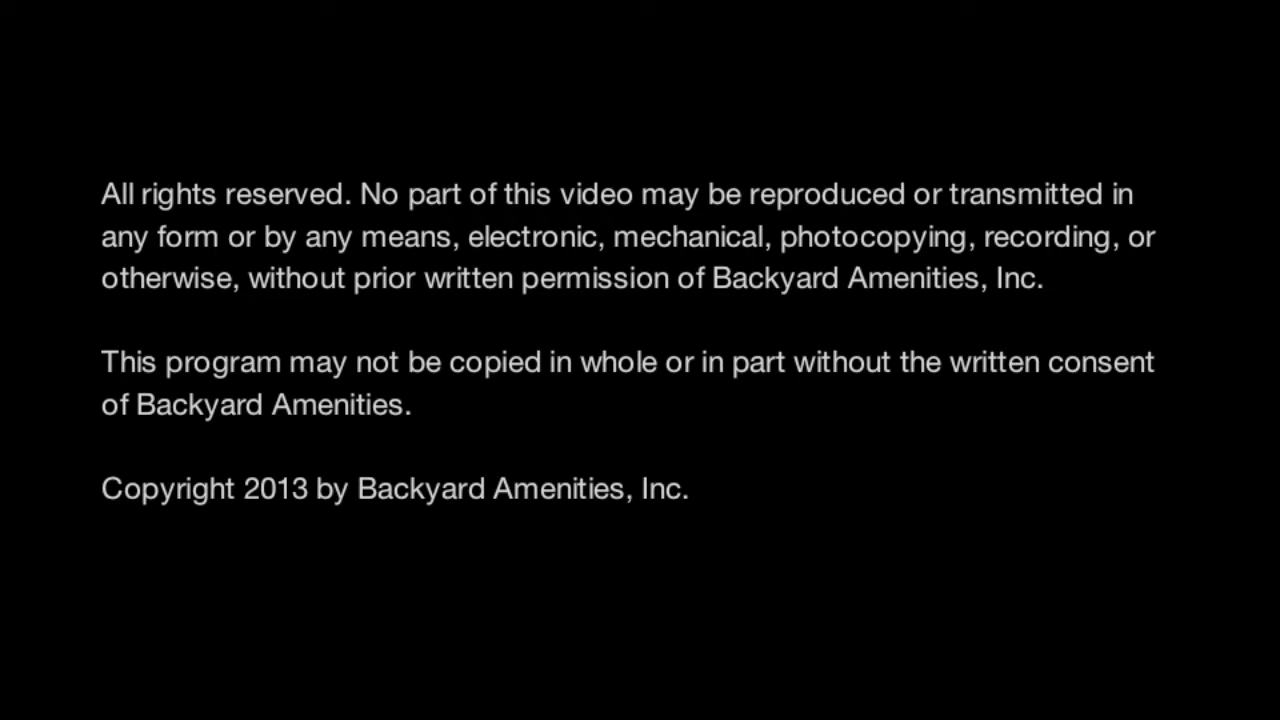 All rights reserved. No part of this video may be reproduced or transmitted in
any form or by any means, electronic, mechanical, photocopying, recording, or
otherwise, without prior written permission of Backyard Amenities, Inc.
This program may not be copied in whole or in part without the written consent
of Backyard Amenities.
Copyright 2013 by Backyard Amenities, Inc.